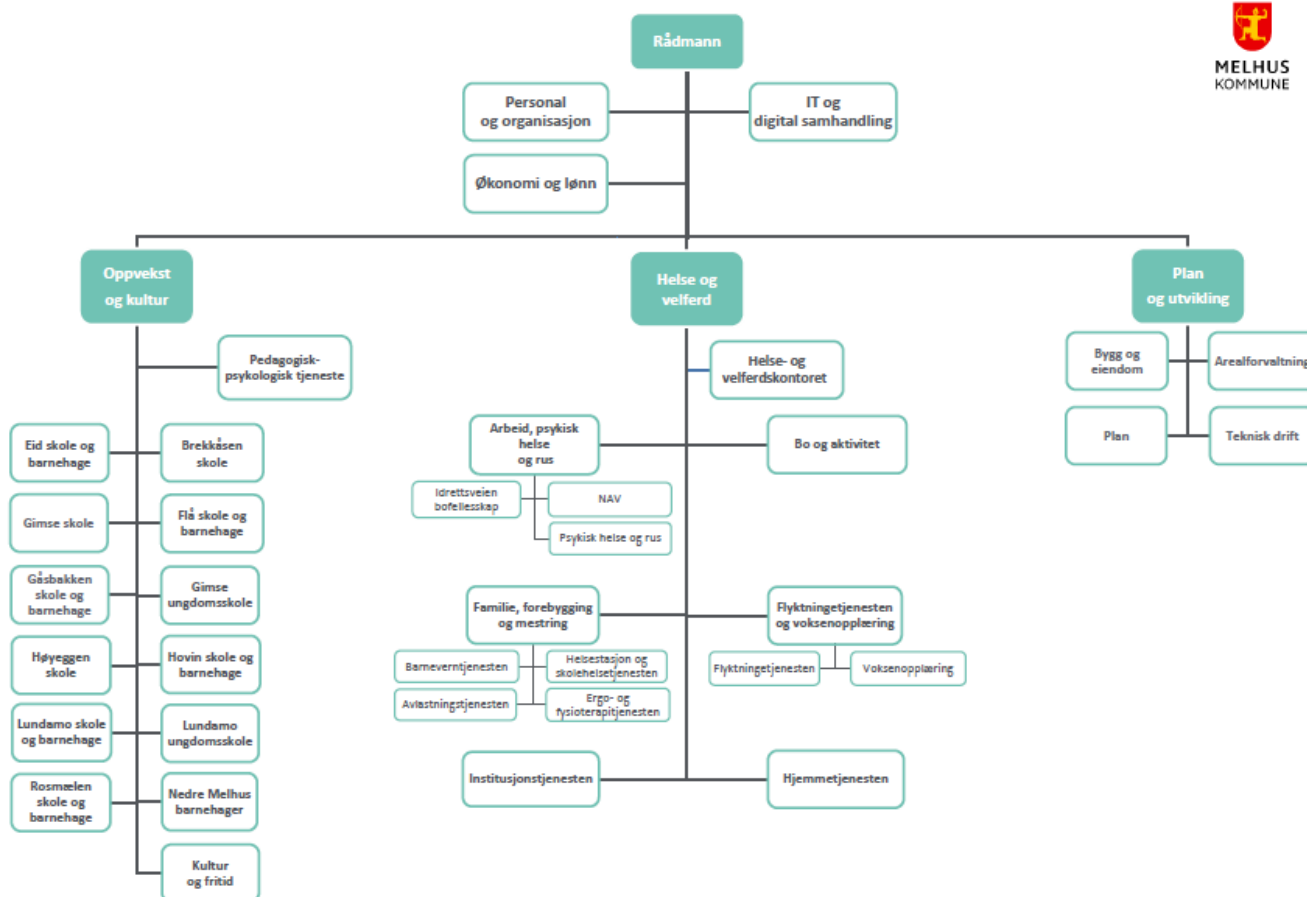 Rådmann
MELHUS
KOMMUNE
Personal
og organisasjon
IT og
digital samhandling
Økonomi og lønn
Oppvekst
og kultur
Helse og
velferd
Plan
og utvikling
Pedagogisk-
psykologisk tjeneste
Eid skole og
barnehage
Brekkåsen
skole
Gimse skole
Flå skole og
barnehage
Gåsbakken
skole og
barnehage
Gimse
ungdomsskole
Høyeggen
skole
Hovin skole og
barnehage
Lundamo skole
og barnehage
Lundamo
ungdomsskole
Rosmælen
skole og
barnehage
Nedre Melhus
barnehager
Kultur
og fritid
Helse- og
velferdskontoret
Arbeid, psykisk
helse
og rus
Bo og aktivitet
Idrettsveien
bofellesskap
NAV
Psykisk helse og rus
Familie, forebygging
og mestring
Flyktningetjenesten
og voksenopplæring
Barneverntjenesten
Helsestasjon og
skolehelsetjenesten
Avlastningstjenesten
Ergo- og
fysioterapitjenesten
Flyktningetjenesten
Voksenopplæring
Institusjonstjenesten
Hjemmetjenesten
Bygg og
eiendom
Arealforvaltning
Plan
Teknisk drift